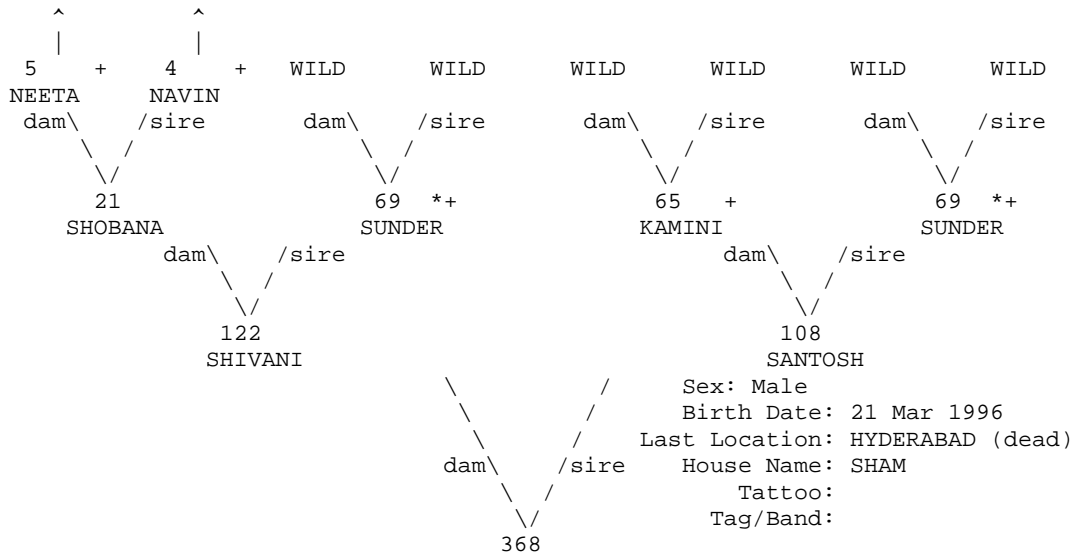 ^ ^
| |
5 + 4 + WILD WILD WILD WILD WILD WILD
NEETA NAVIN
dam\ /sire dam\ /sire dam\ /sire dam\ /sire
\ / \ / \ / \ /
\/ \/ \/ \/
21 69 *+ 65 + 69 *+
SHOBANA SUNDER KAMINI SUNDER
dam\ /sire dam\ /sire
\ / \ /
\/ \/
122 108
SHIVANI SANTOSH
\ / Sex: Male
\ / Birth Date: 21 Mar 1996
\ / Last Location: HYDERABAD (dead)
dam\ /sire House Name: SHAM
\ / Tattoo:
\/ Tag/Band:
368